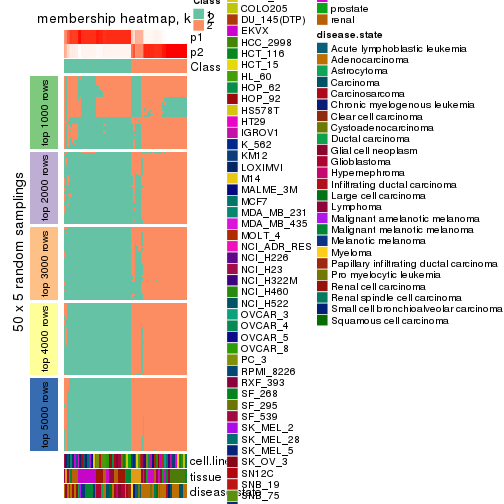 membership heatmap, k
p1
p2
Class
Class
1
2
50 x 5 random samplings
top 1000 rows
top 2000 rows
top 3000 rows
top 4000 rows
top 5000 rows
cell.line
tissue
disease.state
COLO205
DU_145(DTP)
EKVX
HCC_2998
HCT_116
HCT_15
HL_60
HOP_62
HOP_92
HS578T
HT29
IGROV1
K_562
KM12
LOXIMVI
M14
MALME_3M
MCF7
MDA_MB_231
MDA_MB_435
MOLT_4
NCI_ADR_RES
NCI_H226
NCI_H23
NCI_H322M
NCI_H460
NCI_H522
OVCAR_3
OVCAR_4
OVCAR_5
OVCAR_8
PC_3
RPMI_8226
RXF_393
SF_268
SF_295
SF_539
SK_MEL_2
SK_MEL_28
SK_MEL_5
SK_OV_3
SN12C
SNB_19
SNB_75
prostate
renal
disease.state
Acute lymphoblastic leukemia
Adenocarcinoma
Astrocytoma
Carcinoma
Carcinosarcoma
Chronic myelogenous leukemia
Clear cell carcinoma
Cystoadenocarcinoma
Ductal carcinoma
Glial cell neoplasm
Glioblastoma
Hypernephroma
Infiltrating ductal carcinoma
Large cell carcinoma
Lymphoma
Malignant amelanotic melanoma
Malignant melanotic melanoma
Melanotic melanoma
Myeloma
Papillary infiltrating ductal carcinoma
Pro myelocytic leukemia
Renal cell carcinoma
Renal spindle cell carcinoma
Small cell bronchioalveolar carcinoma
Squamous cell carcinoma